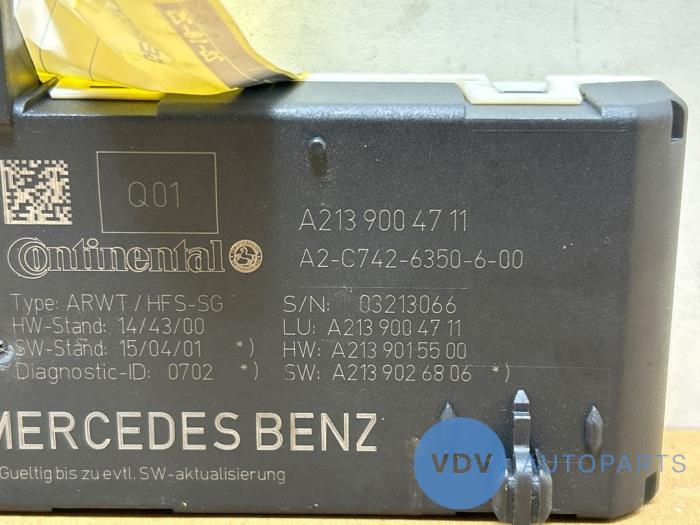 Q01
A213 900 47 11
Continental
A2-C742-6350-6-00
Type: ARWT / HFS-SG
S/N: 03213066
HW-Stand: 14/43/00
LU: A213 900 47 11
SW-Stand: 15/04/01 *)
HW: A213 901 55 00
Diagnostic-ID: 0702 *)
SW: A213 902 68 06 *)
MERCEDES BENZ
VDV AUTOPARTS
Gueltig bis zu evtl. SW-aktualisierung